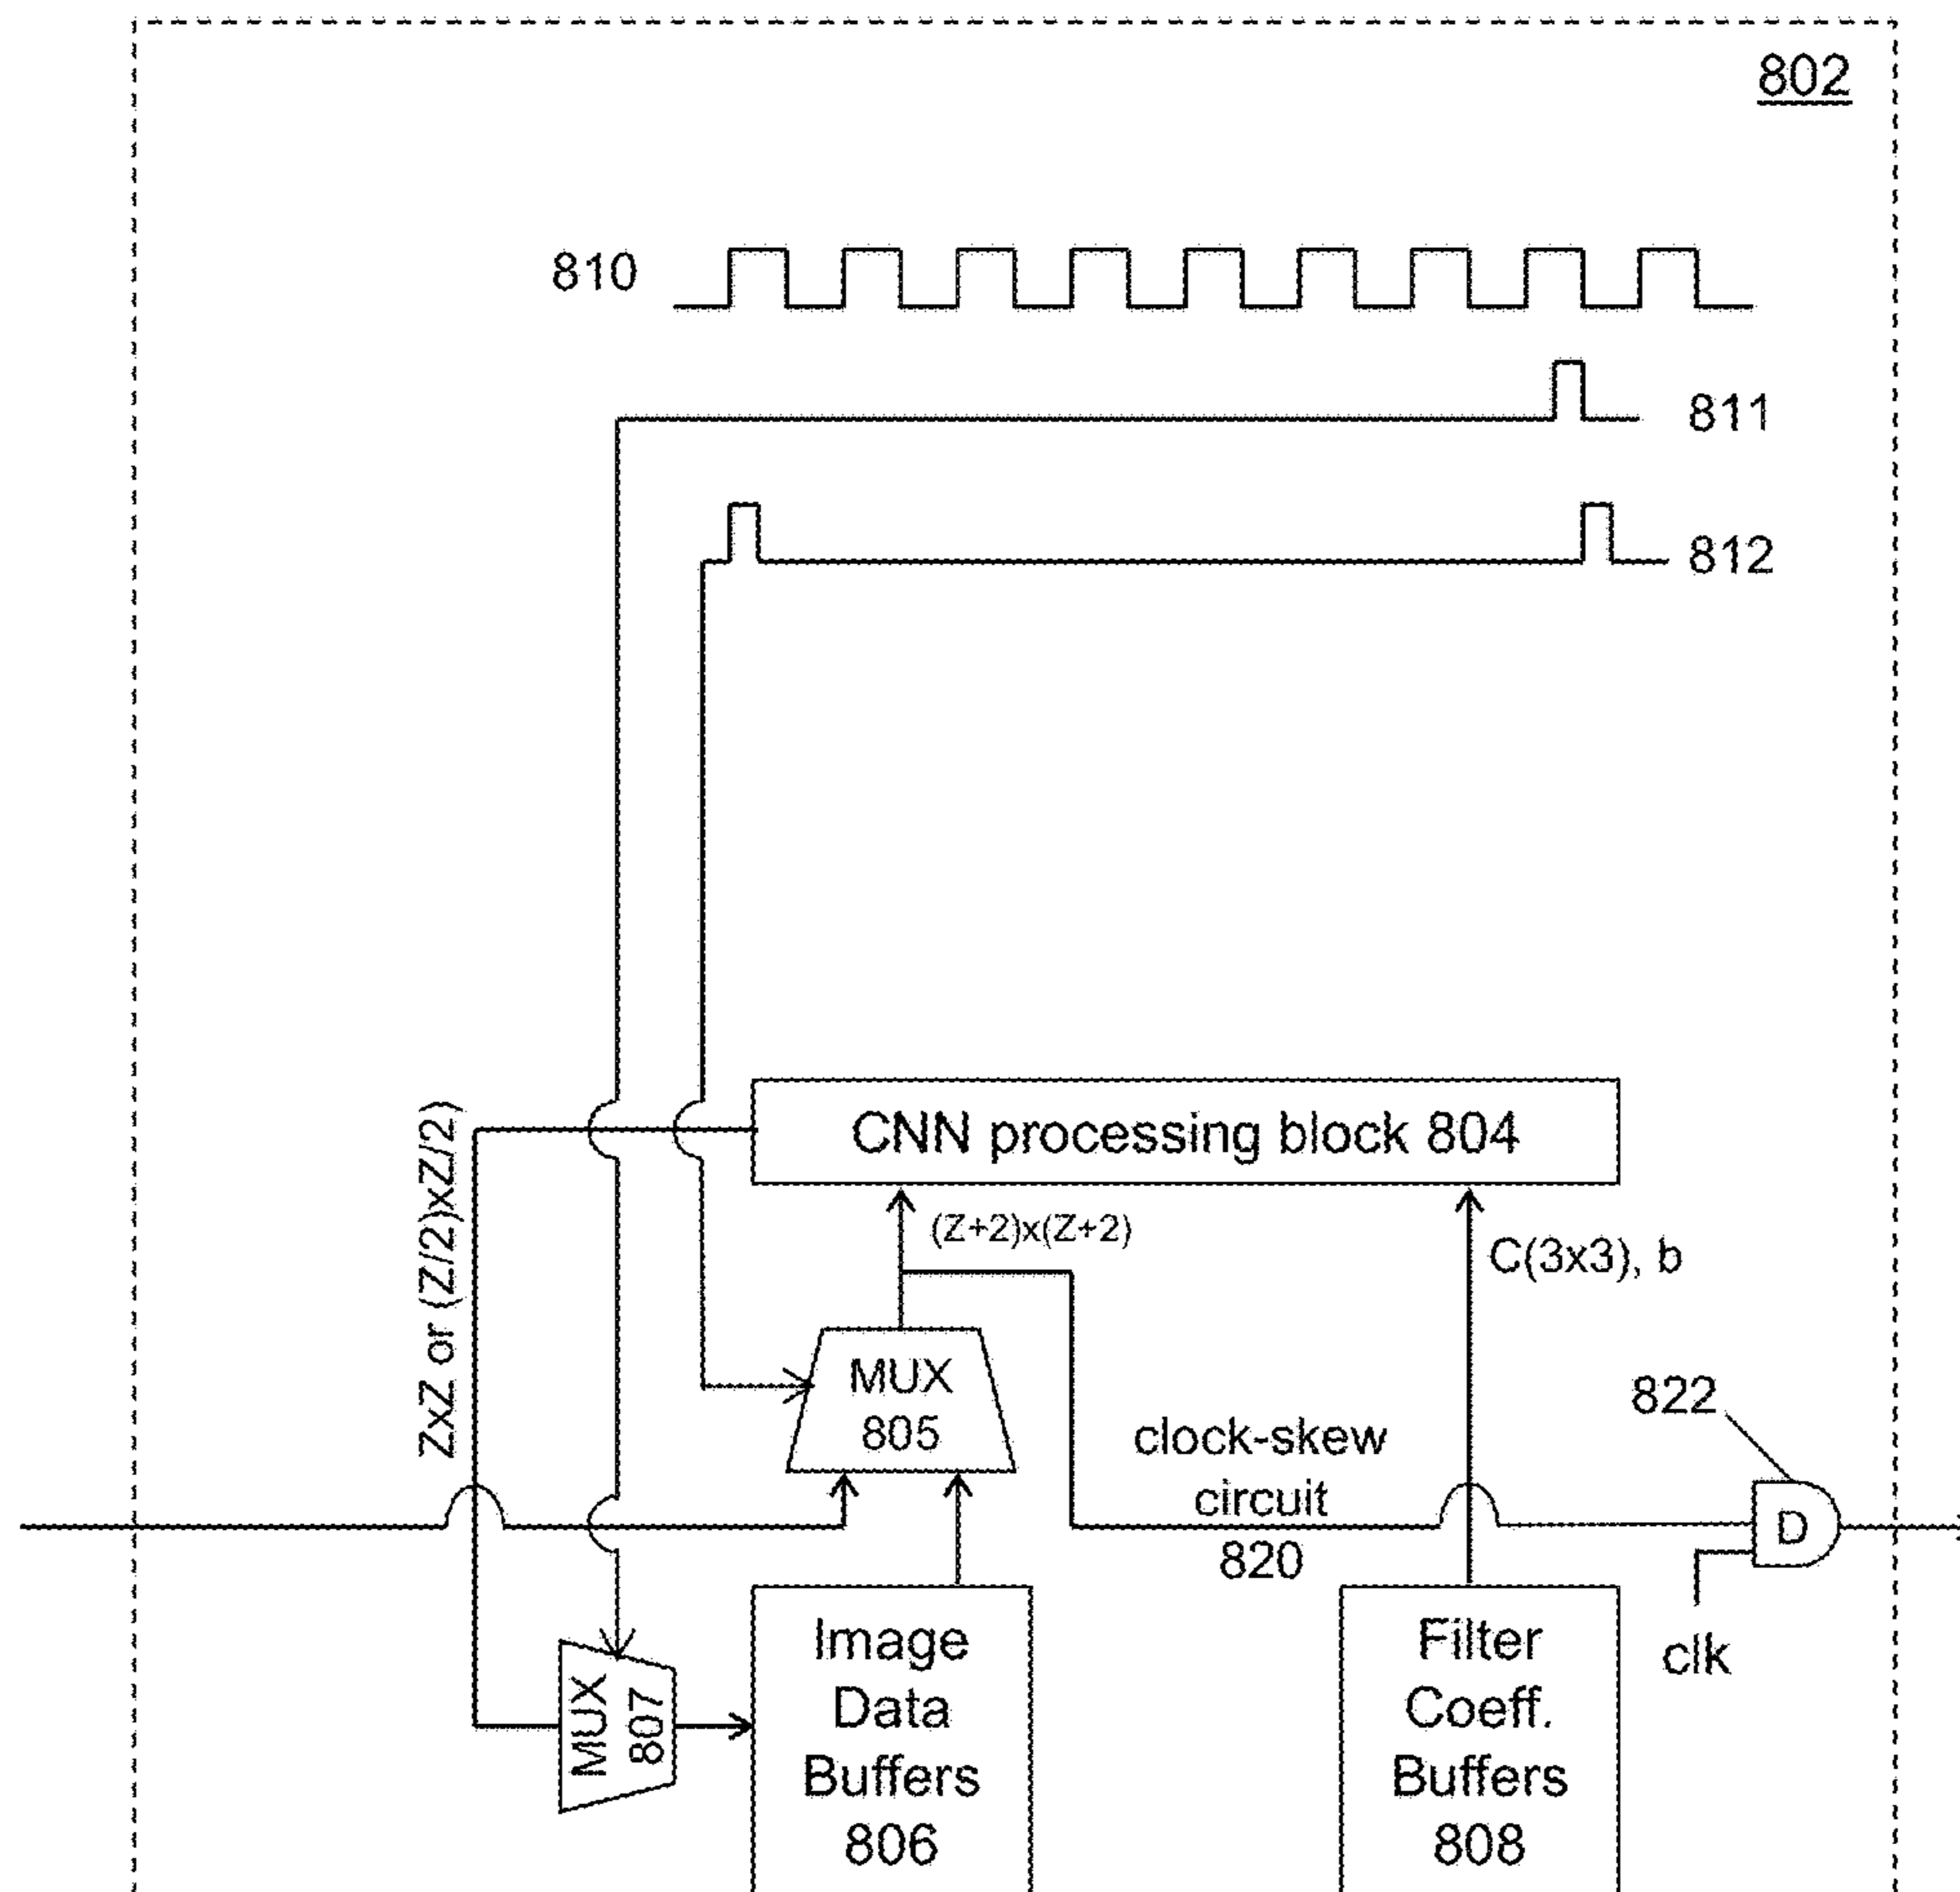 802
810
811
812
CNN processing block 804
ZxZ or (Z/2)xZ/2)
(Z+2)x(Z+2)
C(3x3), b
MUX
805
822
clock-skew
circuit
820
D
clk
MUX
807
Image
Data
Buffers
806
Filter
Coeff.
Buffers
808